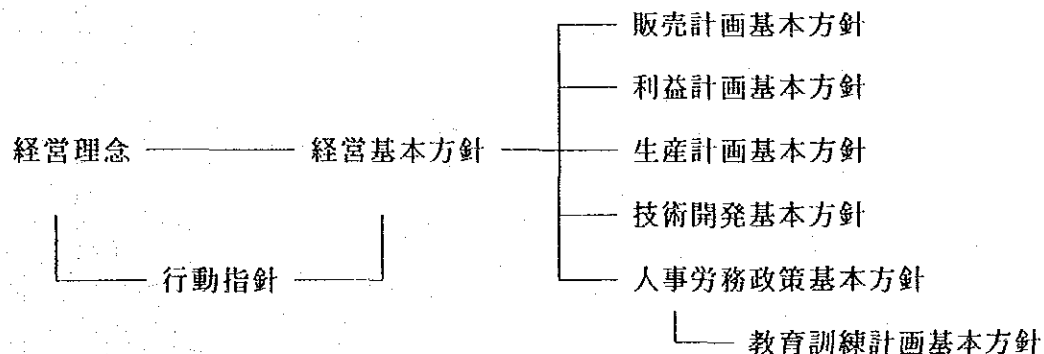 販売計画基本方針
利益計画基本方針
経営理念 経営基本方針 生産計画基本方針
技術開発基本方針
行動指針 人事労務政策基本方針
教育訓練計画基本方針